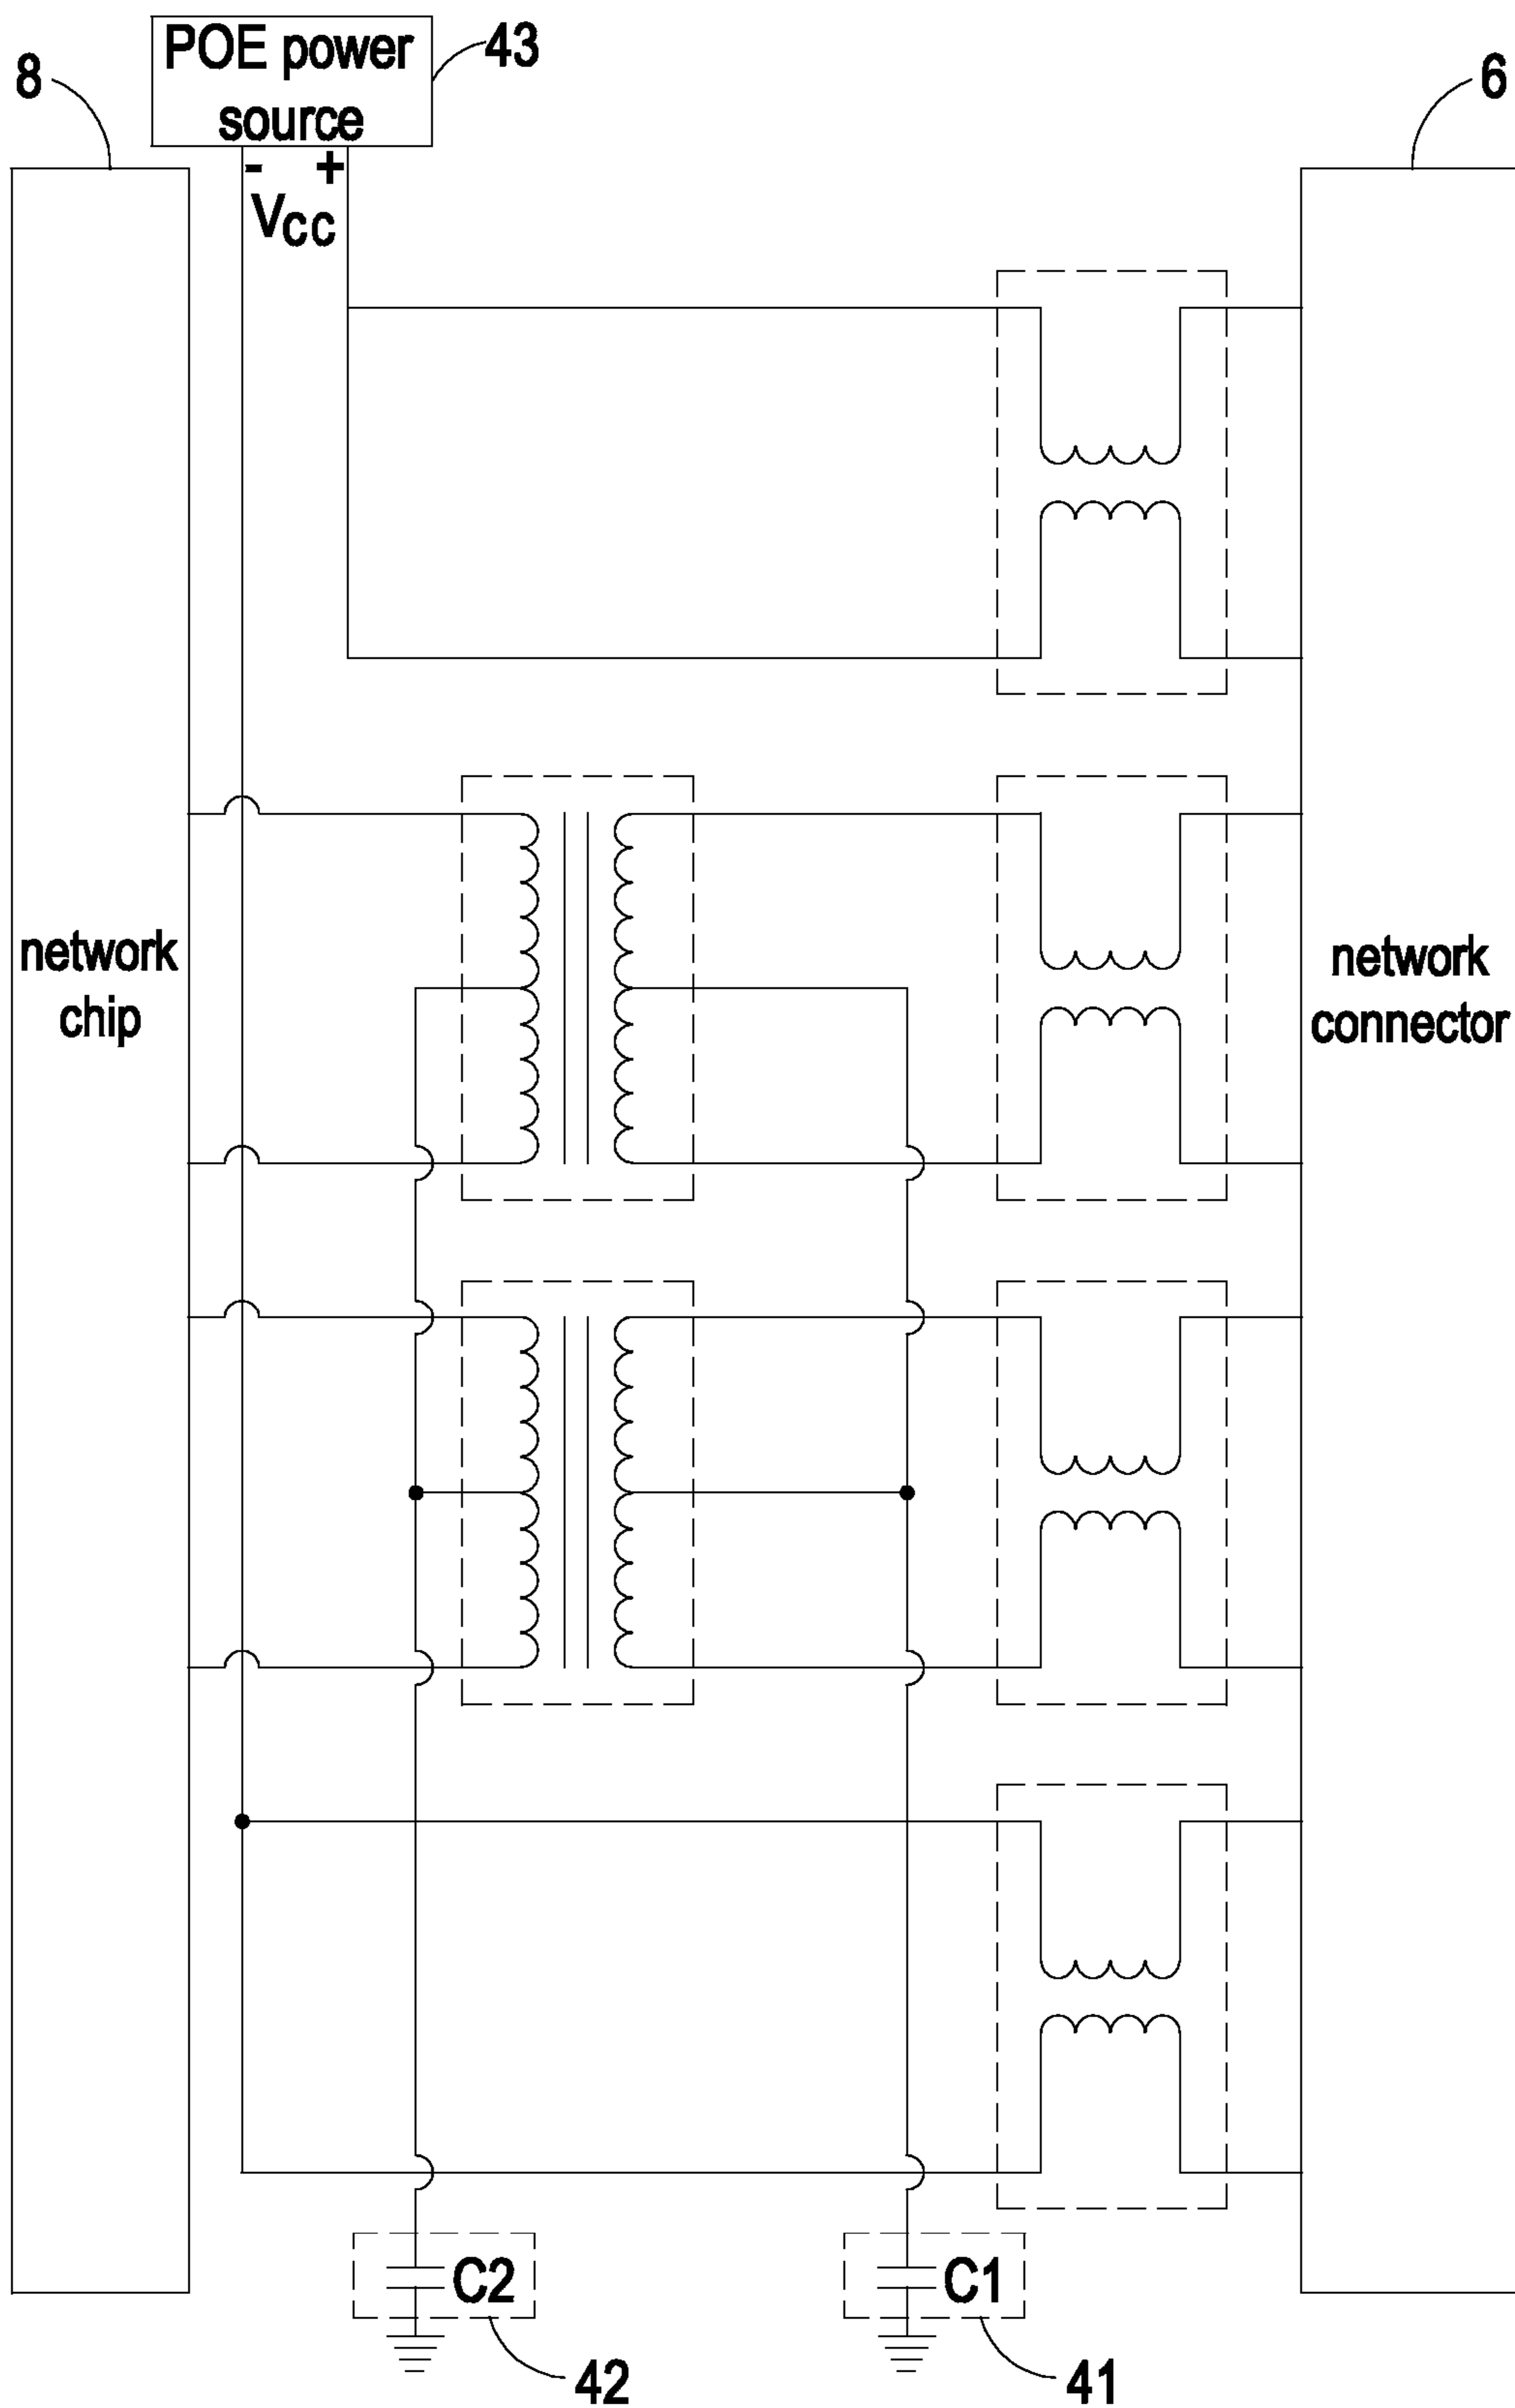 POE power
source
43
8
6
- +
VCC
network
chip
network
connector
C2
C1
42
41